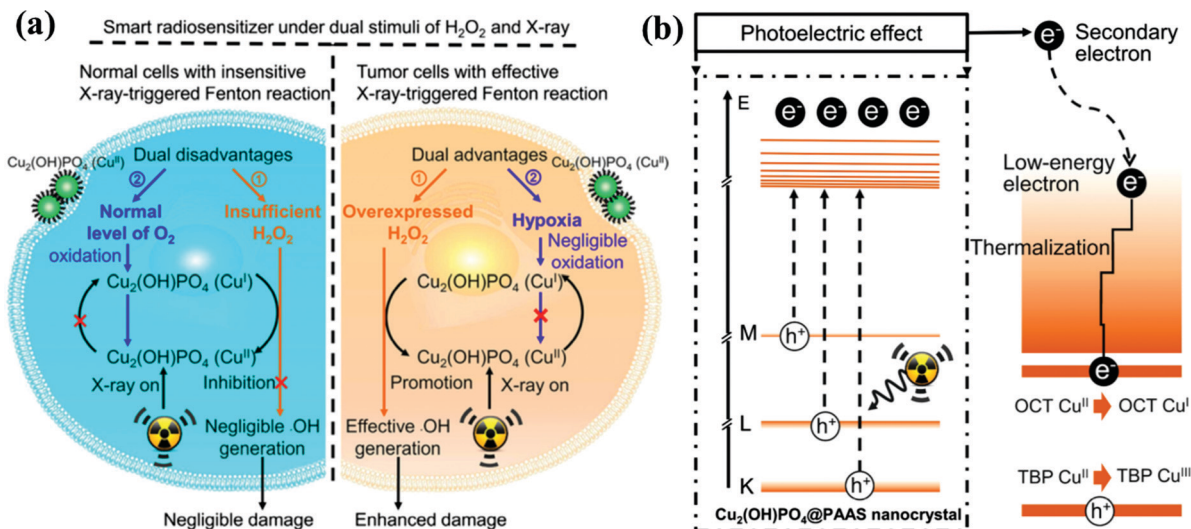 (a)
Smart radiosensitizer under dual stimuli of H₂O₂ and X-ray
Normal cells with insensitive
X-ray-triggered Fenton reaction
Cu₂(OH)PO₄ (Cuᴵᴵ)
Dual disadvantages
②
①
Normal
level of O₂
Insufficient
H₂O₂
oxidation
Cu₂(OH)PO₄ (Cuᴵ)
Cu₂(OH)PO₄ (Cuᴵᴵ)
X-ray on
Inhibition
Negligible ·OH
generation
Negligible damage
Tumor cells with effective
X-ray-triggered Fenton reaction
Dual advantages
Cu₂(OH)PO₄ (Cuᴵᴵ)
①
②
Overexpressed
H₂O₂
Hypoxia
Negligible
oxidation
Cu₂(OH)PO₄ (Cuᴵ)
Cu₂(OH)PO₄ (Cuᴵᴵ)
Promotion
X-ray on
Effective ·OH
generation
Enhanced damage
(b)
Photoelectric effect
e⁻
Secondary
electron
E
e⁻ e⁻ e⁻ e⁻
M
h⁺
L
h⁺
K
h⁺
Cu₂(OH)PO₄@PAAS nanocrystal
Low-energy
electron
e⁻
Thermalization
e⁻
OCT Cuᴵᴵ OCT Cuᴵ
TBP Cuᴵᴵ TBP Cuᴵᴵᴵ
h⁺